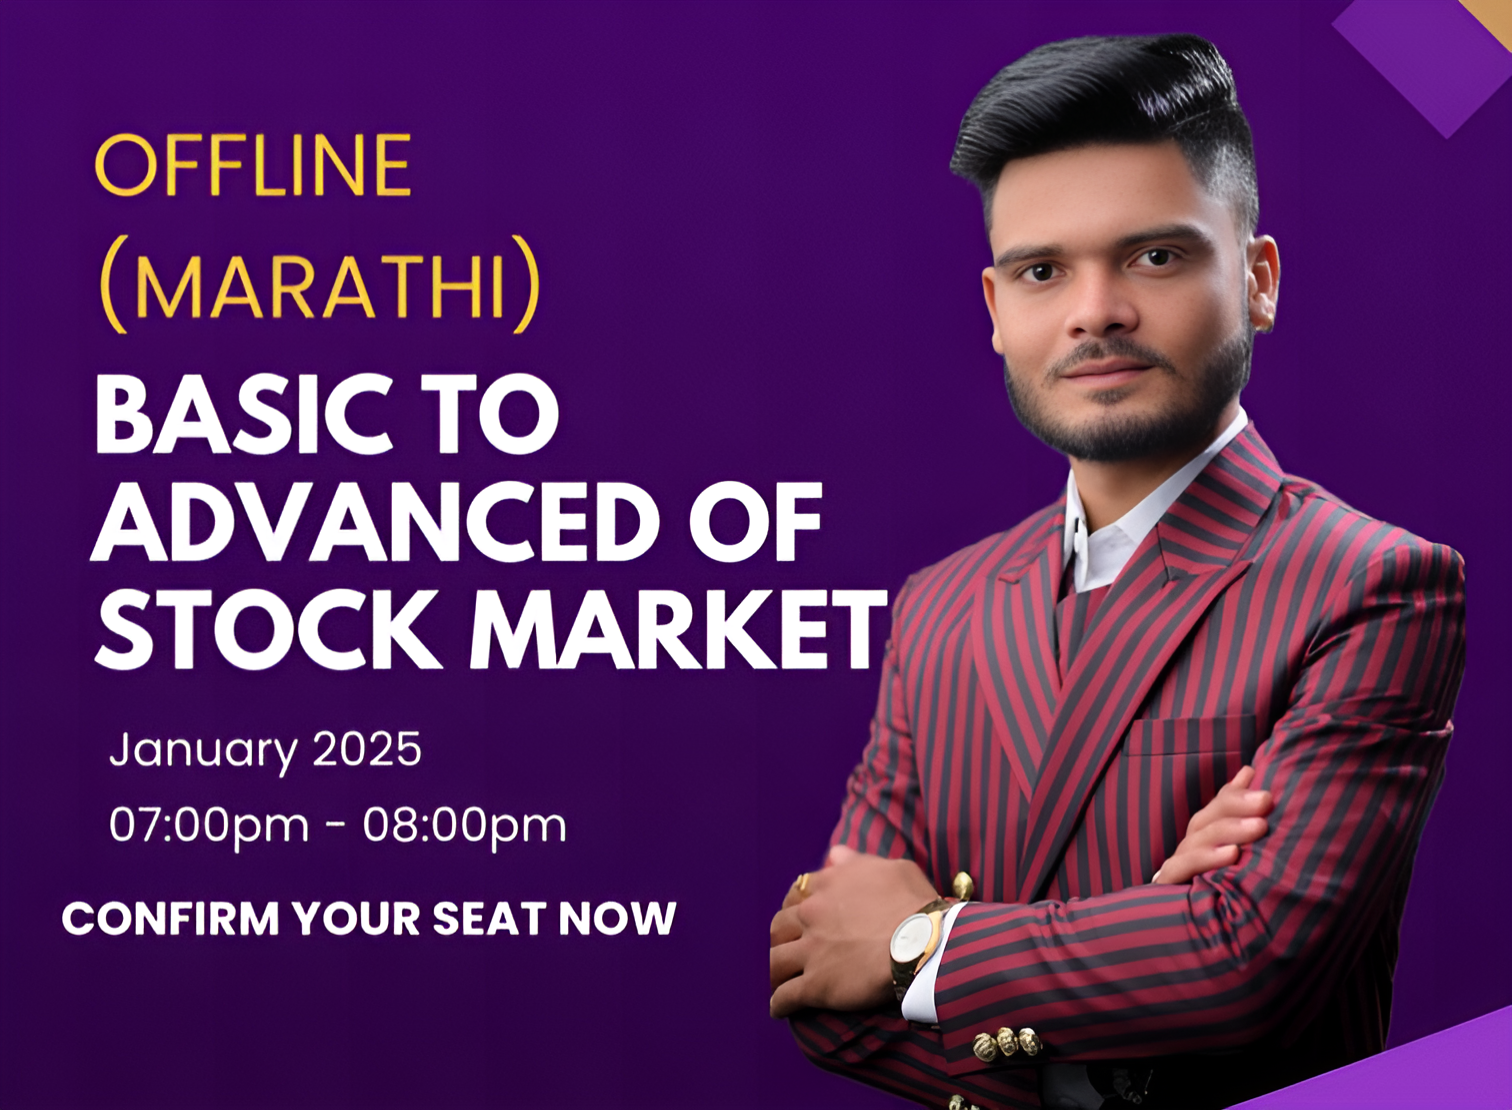 OFFLINE
(MARATHI)
BASIC TO
ADVANCED OF
STOCK MARKET
January 2025
07:00pm - 08:00pm
CONFIRM YOUR SEAT NOW